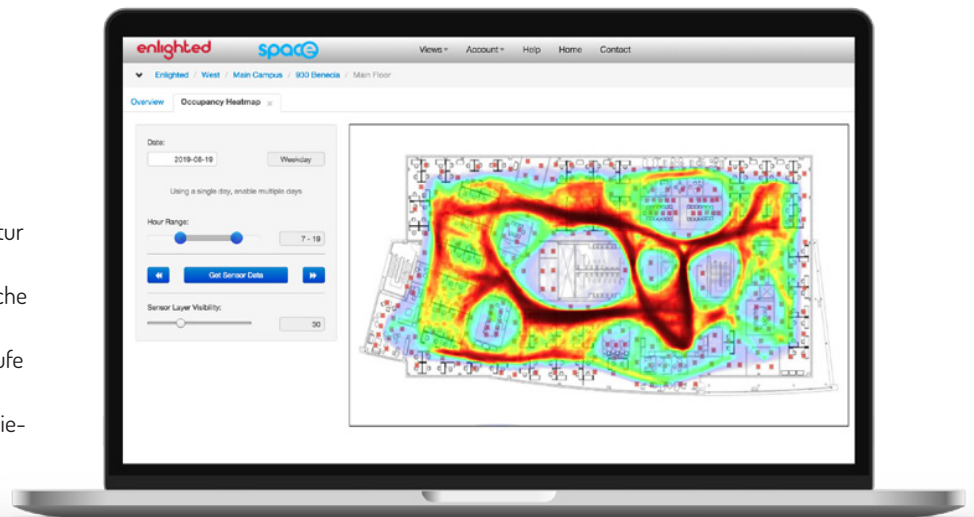 enlighted space Views Account Help Home Contact
Enlighted / West / Main Campus / 930 Benecia / Main Floor
Overview Occupancy Heatmap ×
Date:
2019-08-19 Weekday
Using a single day, enable multiple days
Hour Range:
7 - 19
Get Sensor Data
Sensor Layer Visibility:
30
tur
che
ufe
ie-